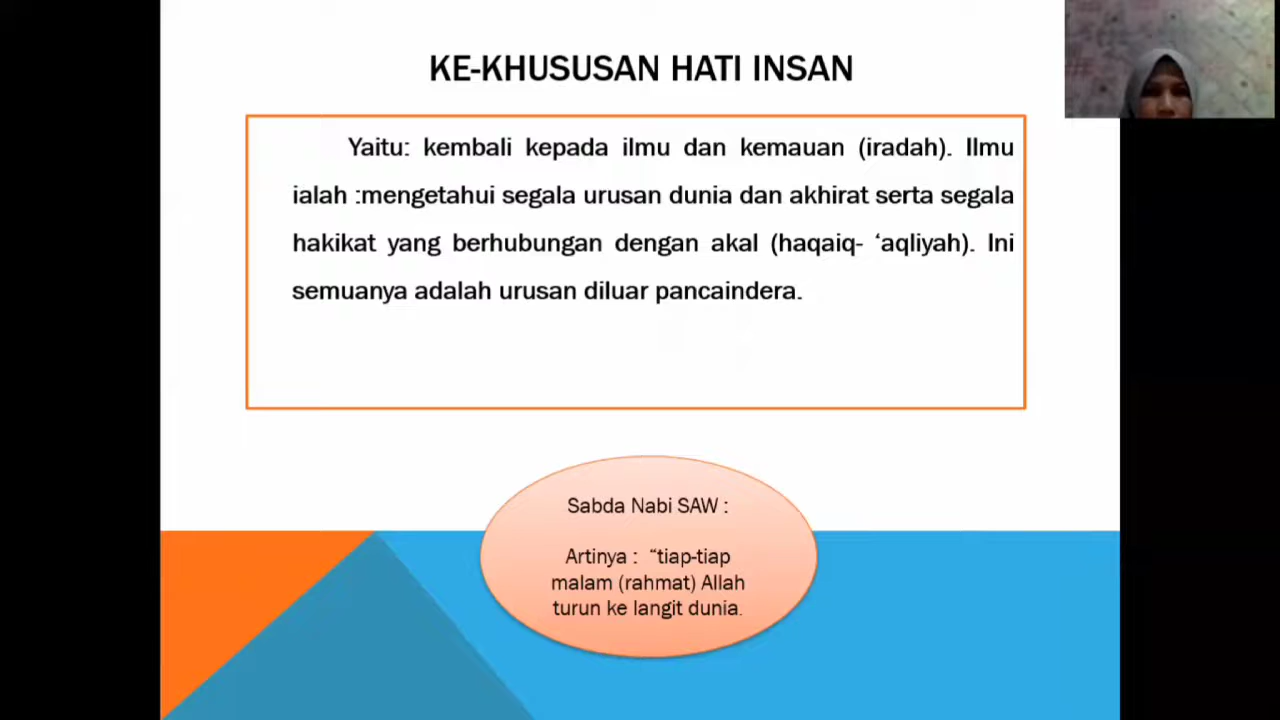 KE-KHUSUSAN HATI INSAN
Yaitu: kembali kepada ilmu dan kemauan (iradah). Ilmu
ialah :mengetahui segala urusan dunia dan akhirat serta segala
hakikat yang berhubungan dengan akal (haqaiq- ‘aqliyah). Ini
semuanya adalah urusan diluar pancaindera.
Sabda Nabi SAW :
Artinya : “tiap-tiap
malam (rahmat) Allah
turun ke langit dunia.